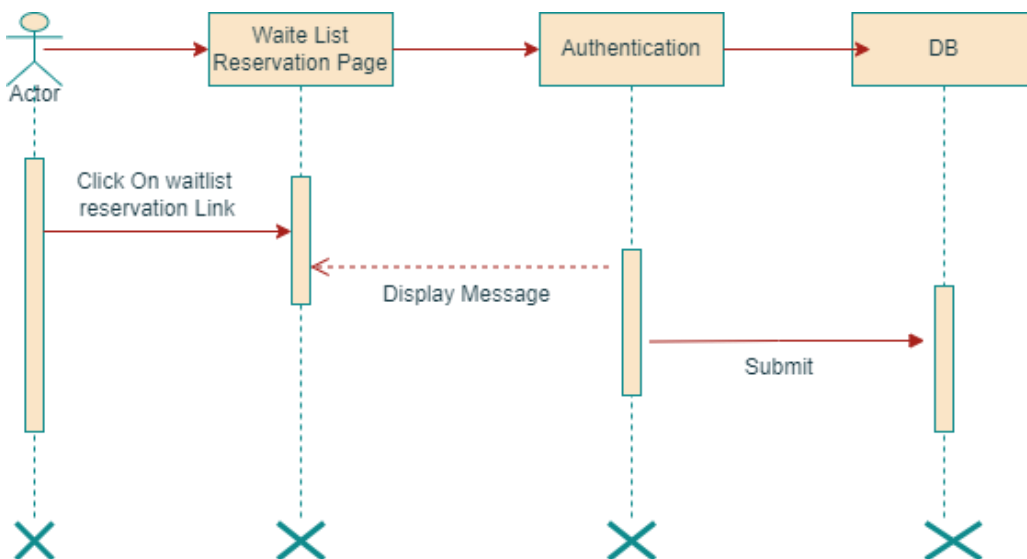 Waite List
Reservation Page
Authentication
DB
Actor
Click On waitlist
reservation Link
Display Message
Submit